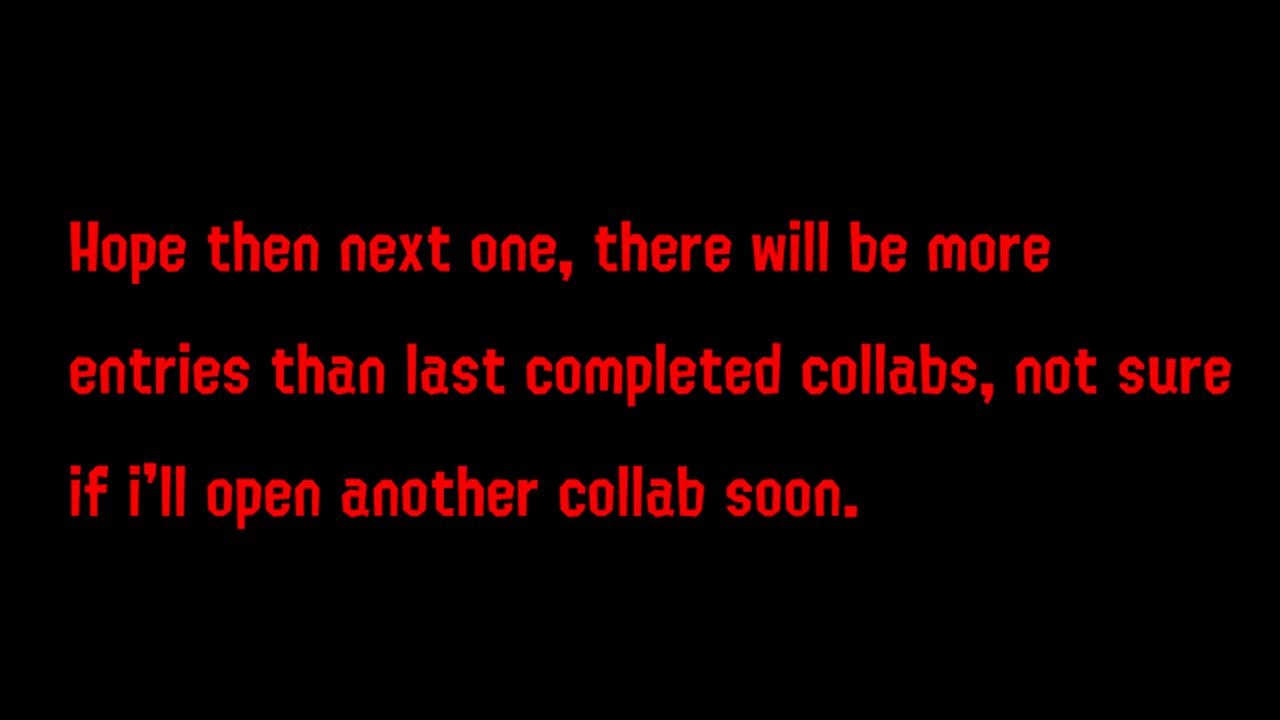 Hope then next one, there will be more
entries than last completed collabs, not sure
if i'll open another collab soon.